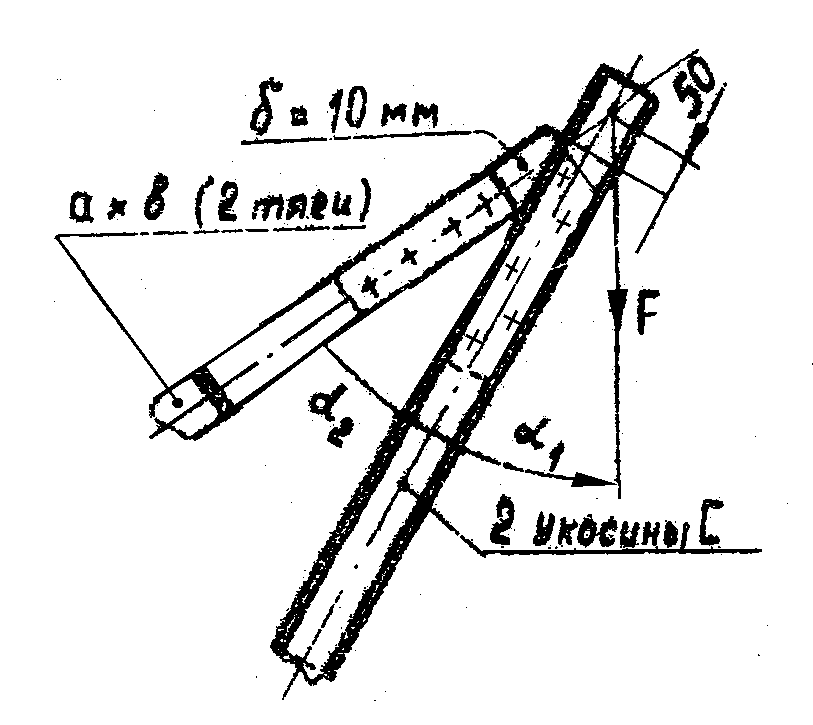 50
δ = 10 мм
а × в (2 тяги)
F
α₂
α₁
2 укосины [